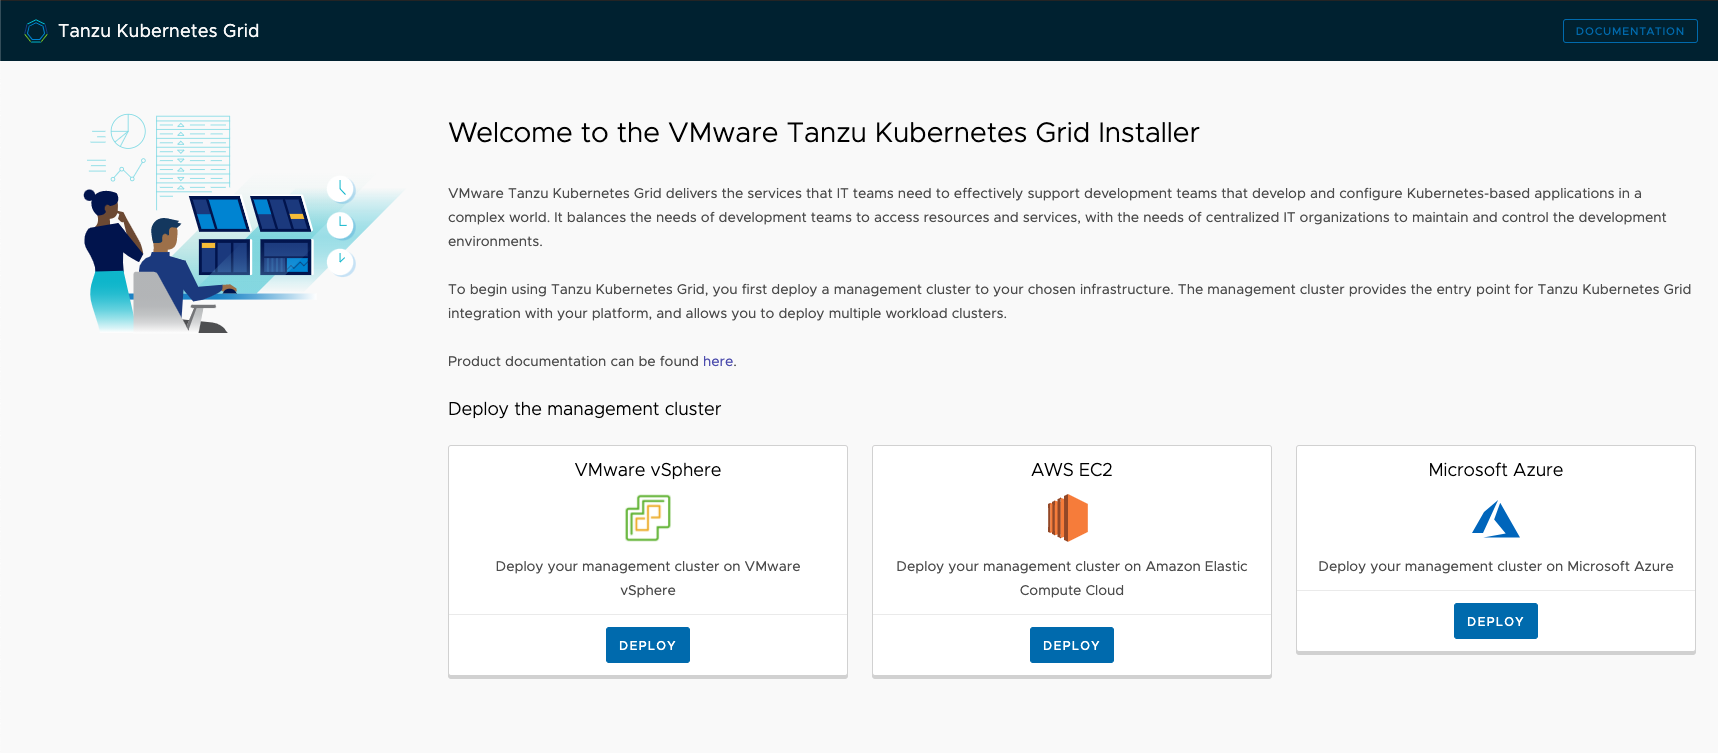 Tanzu Kubernetes Grid
DOCUMENTATION
Welcome to the VMware Tanzu Kubernetes Grid Installer
VMware Tanzu Kubernetes Grid delivers the services that IT teams need to effectively support development teams that develop and configure Kubernetes-based applications in a
complex world. It balances the needs of development teams to access resources and services, with the needs of centralized IT organizations to maintain and control the development
environments.
To begin using Tanzu Kubernetes Grid, you first deploy a management cluster to your chosen infrastructure. The management cluster provides the entry point for Tanzu Kubernetes Grid
integration with your platform, and allows you to deploy multiple workload clusters.
Product documentation can be found here.
Deploy the management cluster
VMware vSphere
Deploy your management cluster on VMware
vSphere
DEPLOY
AWS EC2
Deploy your management cluster on Amazon Elastic
Compute Cloud
DEPLOY
Microsoft Azure
Deploy your management cluster on Microsoft Azure
DEPLOY